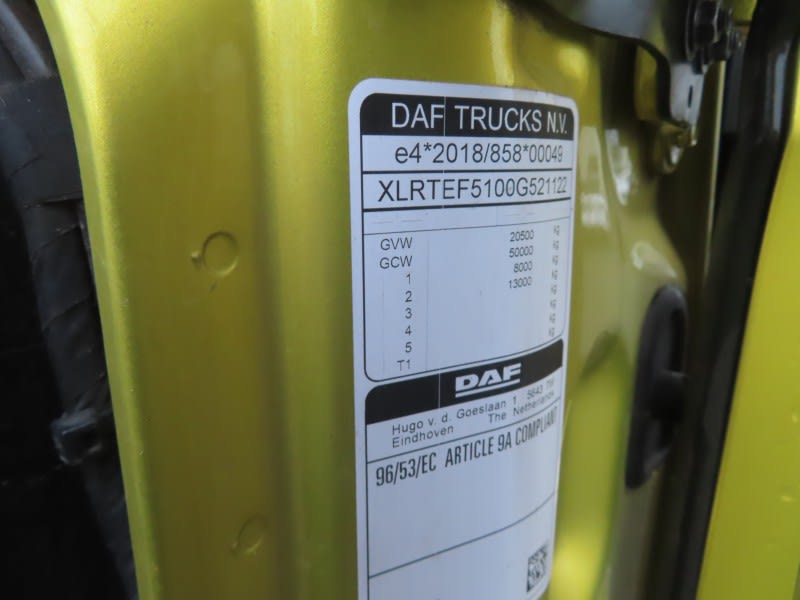 DAF TRUCKS N.V.
e4*2018/858*00049
XLRTEF5100G521122
GVW 20500 kg
GCW 50000 kg
1 8000 kg
2 13000 kg
3 kg
4 kg
5 kg
T1
DAF
Hugo v. d. Goeslaan 1 5643 TW
Eindhoven The Netherlands
96/53/EC ARTICLE 9A COMPLIANT